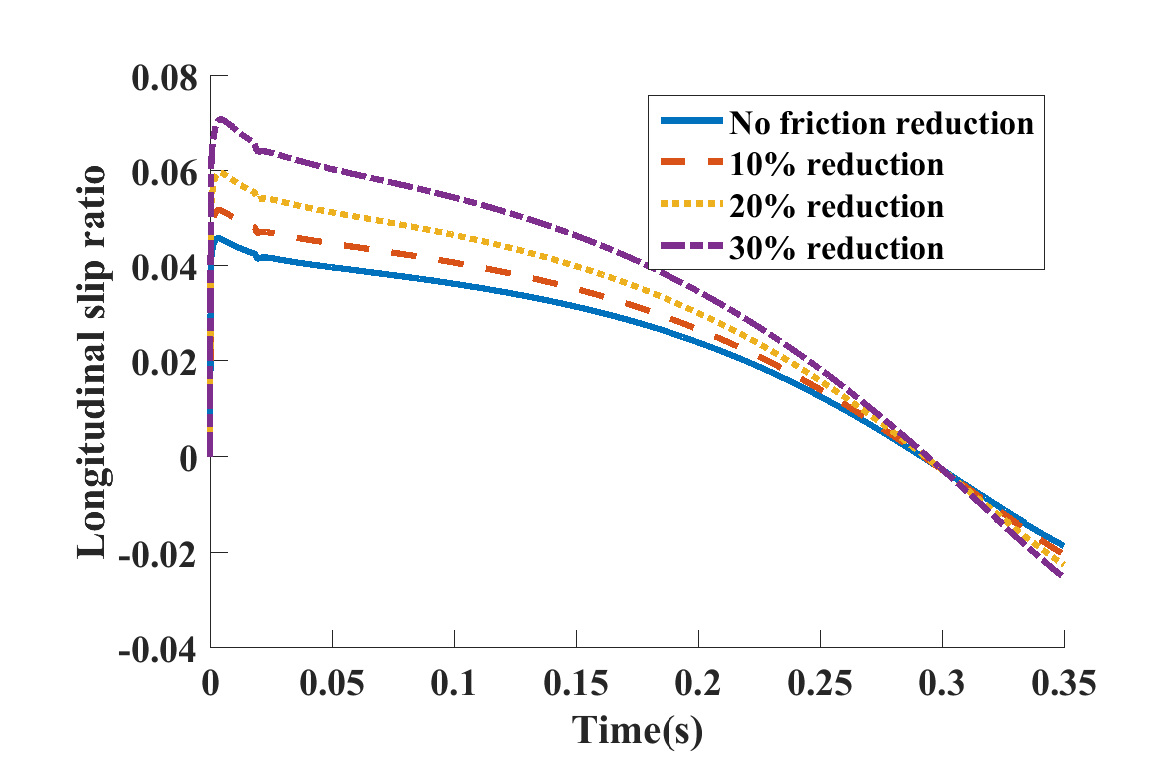 0.08
0.06
0.04
0.02
0
-0.02
-0.04
Longitudinal slip ratio
No friction reduction
10% reduction
20% reduction
30% reduction
0 0.05 0.1 0.15 0.2 0.25 0.3 0.35
Time(s)